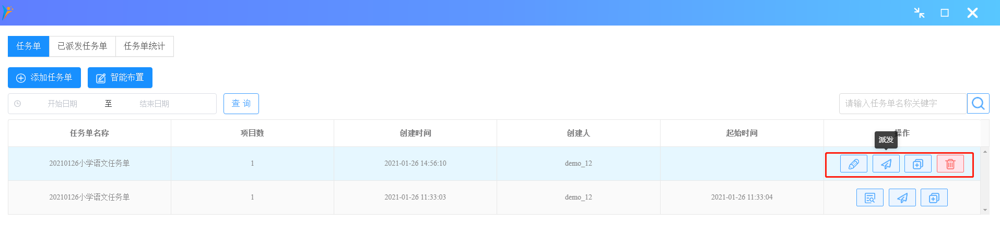 任务单 已派发任务单 任务单统计
添加任务单 智能布置
开始日期 至 结束日期 查 询 请输入任务单名称关键字
任务单名称 项目数 创建时间 创建人 起始时间 操作
派发
20210126小学语文任务单 1 2021-01-26 14:56:10 demo_12
20210126小学语文任务单 1 2021-01-26 11:33:03 demo_12 2021-01-26 11:33:04